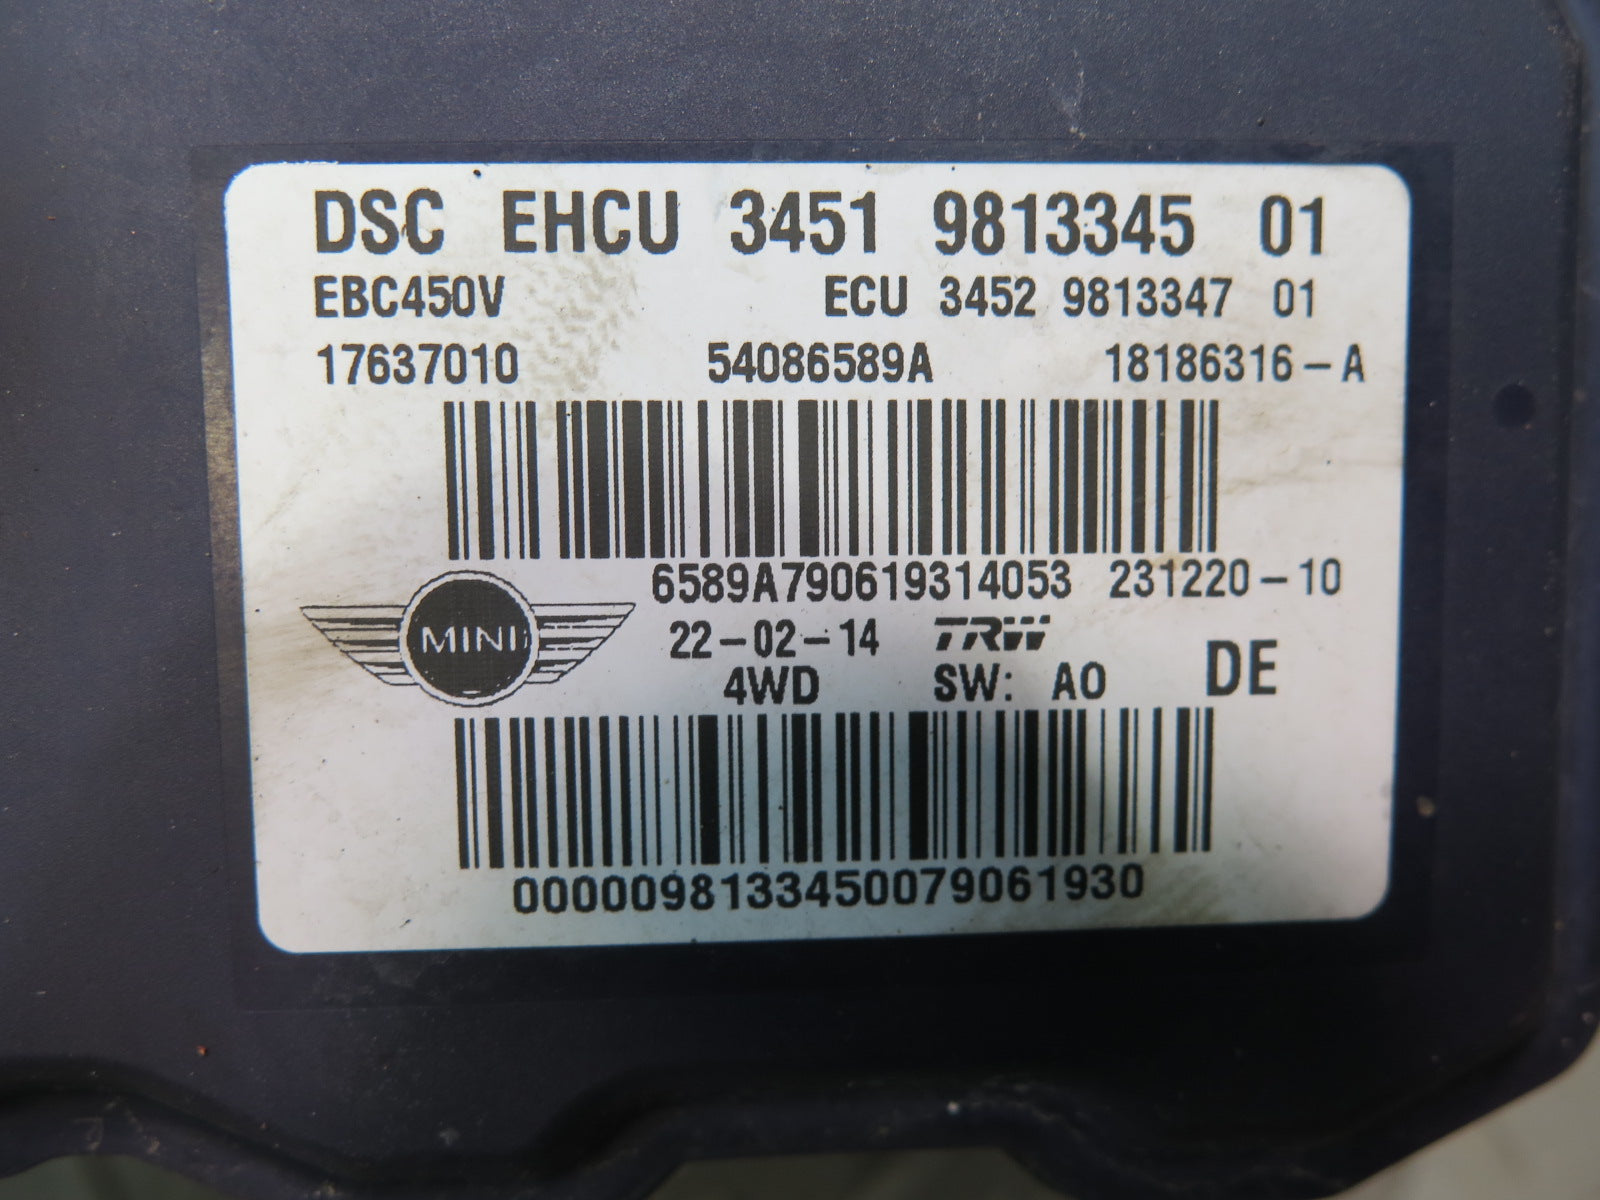 DSC EHCU 3451 9813345 01
EBC450V ECU 3452 9813347 01
17637010 54086589A 18186316-A
6589A790619314053 231220-10
MINI 22-02-14 TRW
4WD SW: A0 DE
0000098133450079061930